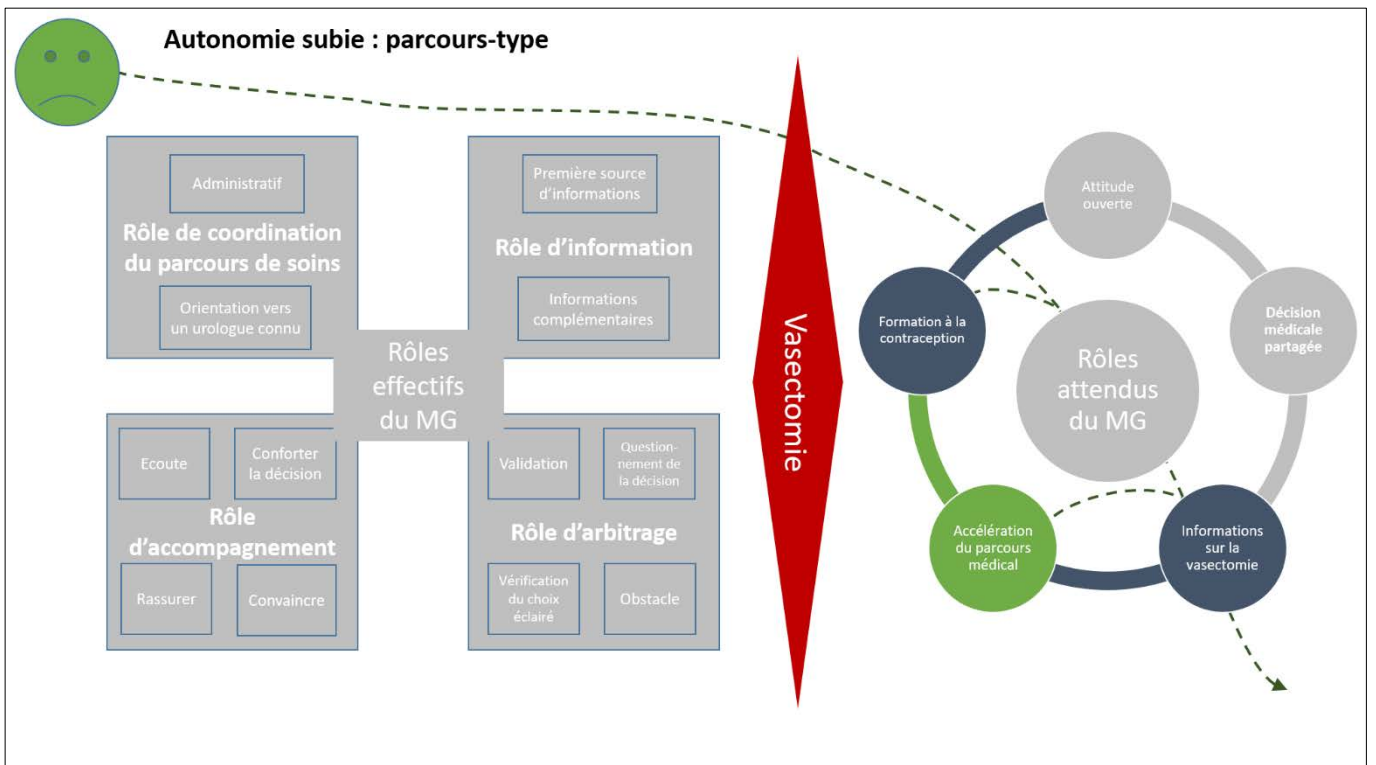 Autonomie subie : parcours-type
Administratif
Rôle de coordination
du parcours de soins
Orientation vers
un urologue connu
Première source
d'informations
Rôle d'information
Informations
complémentaires
Rôles
effectifs
du MG
Ecoute
Conforter
la décision
Rôle
d'accompagnement
Rassurer
Convaincre
Validation
Question-
nement de
la décision
Rôle d'arbitrage
Vérification
du choix
éclairé
Obstacle
Vasectomie
Attitude
ouverte
Formation à la
contraception
Décision
médicale
partagée
Rôles
attendus
du MG
Accélération
du parcours
médical
Informations
sur la
vasectomie